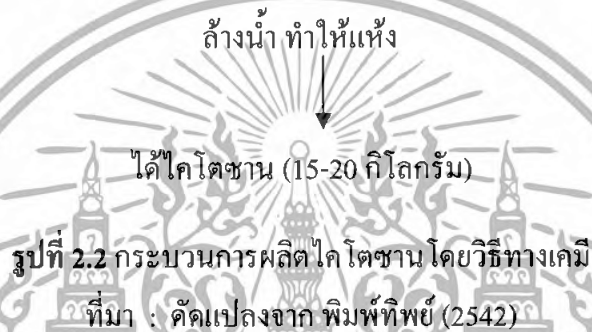 ล้างน้ำ ทำให้แห้ง
ได้ไคโตซาน (15-20 กิโลกรัม)
รูปที่ 2.2 กระบวนการผลิตไคโตซานโดยวิธีทางเคมี
ที่มา : ดัดแปลงจาก พิมพ์ทิพย์ (2542)